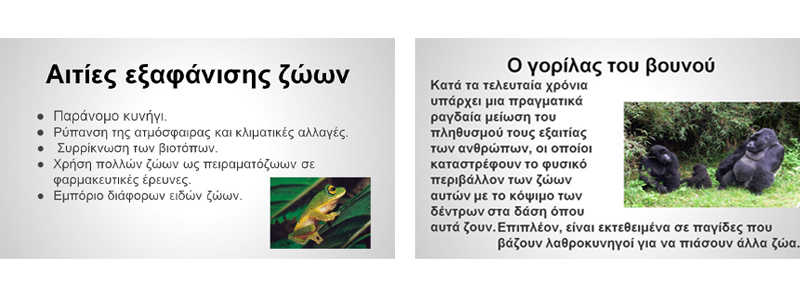 Αιτίες εξαφάνισης ζώων
● Παράνομο κυνήγι.
● Ρύπανση της ατμόσφαιρας και κλιματικές αλλαγές.
● Συρρίκνωση των βιοτόπων.
● Χρήση πολλών ζώων ως πειραματόζωων σε
φαρμακευτικές έρευνες.
● Εμπόριο διάφορων ειδών ζώων.
Ο γορίλας του βουνού
Κατά τα τελευταία χρόνια
υπάρχει μια πραγματικά
ραγδαία μείωση του
πληθυσμού τους εξαιτίας
των ανθρώπων, οι οποίοι
καταστρέφουν το φυσικό
περιβάλλον των ζώων
αυτών με το κόψιμο των
δέντρων στα δάση όπου
αυτά ζουν. Επιπλέον, είναι εκτεθειμένα σε παγίδες που
βάζουν λαθροκυνηγοί για να πιάσουν άλλα ζώα.